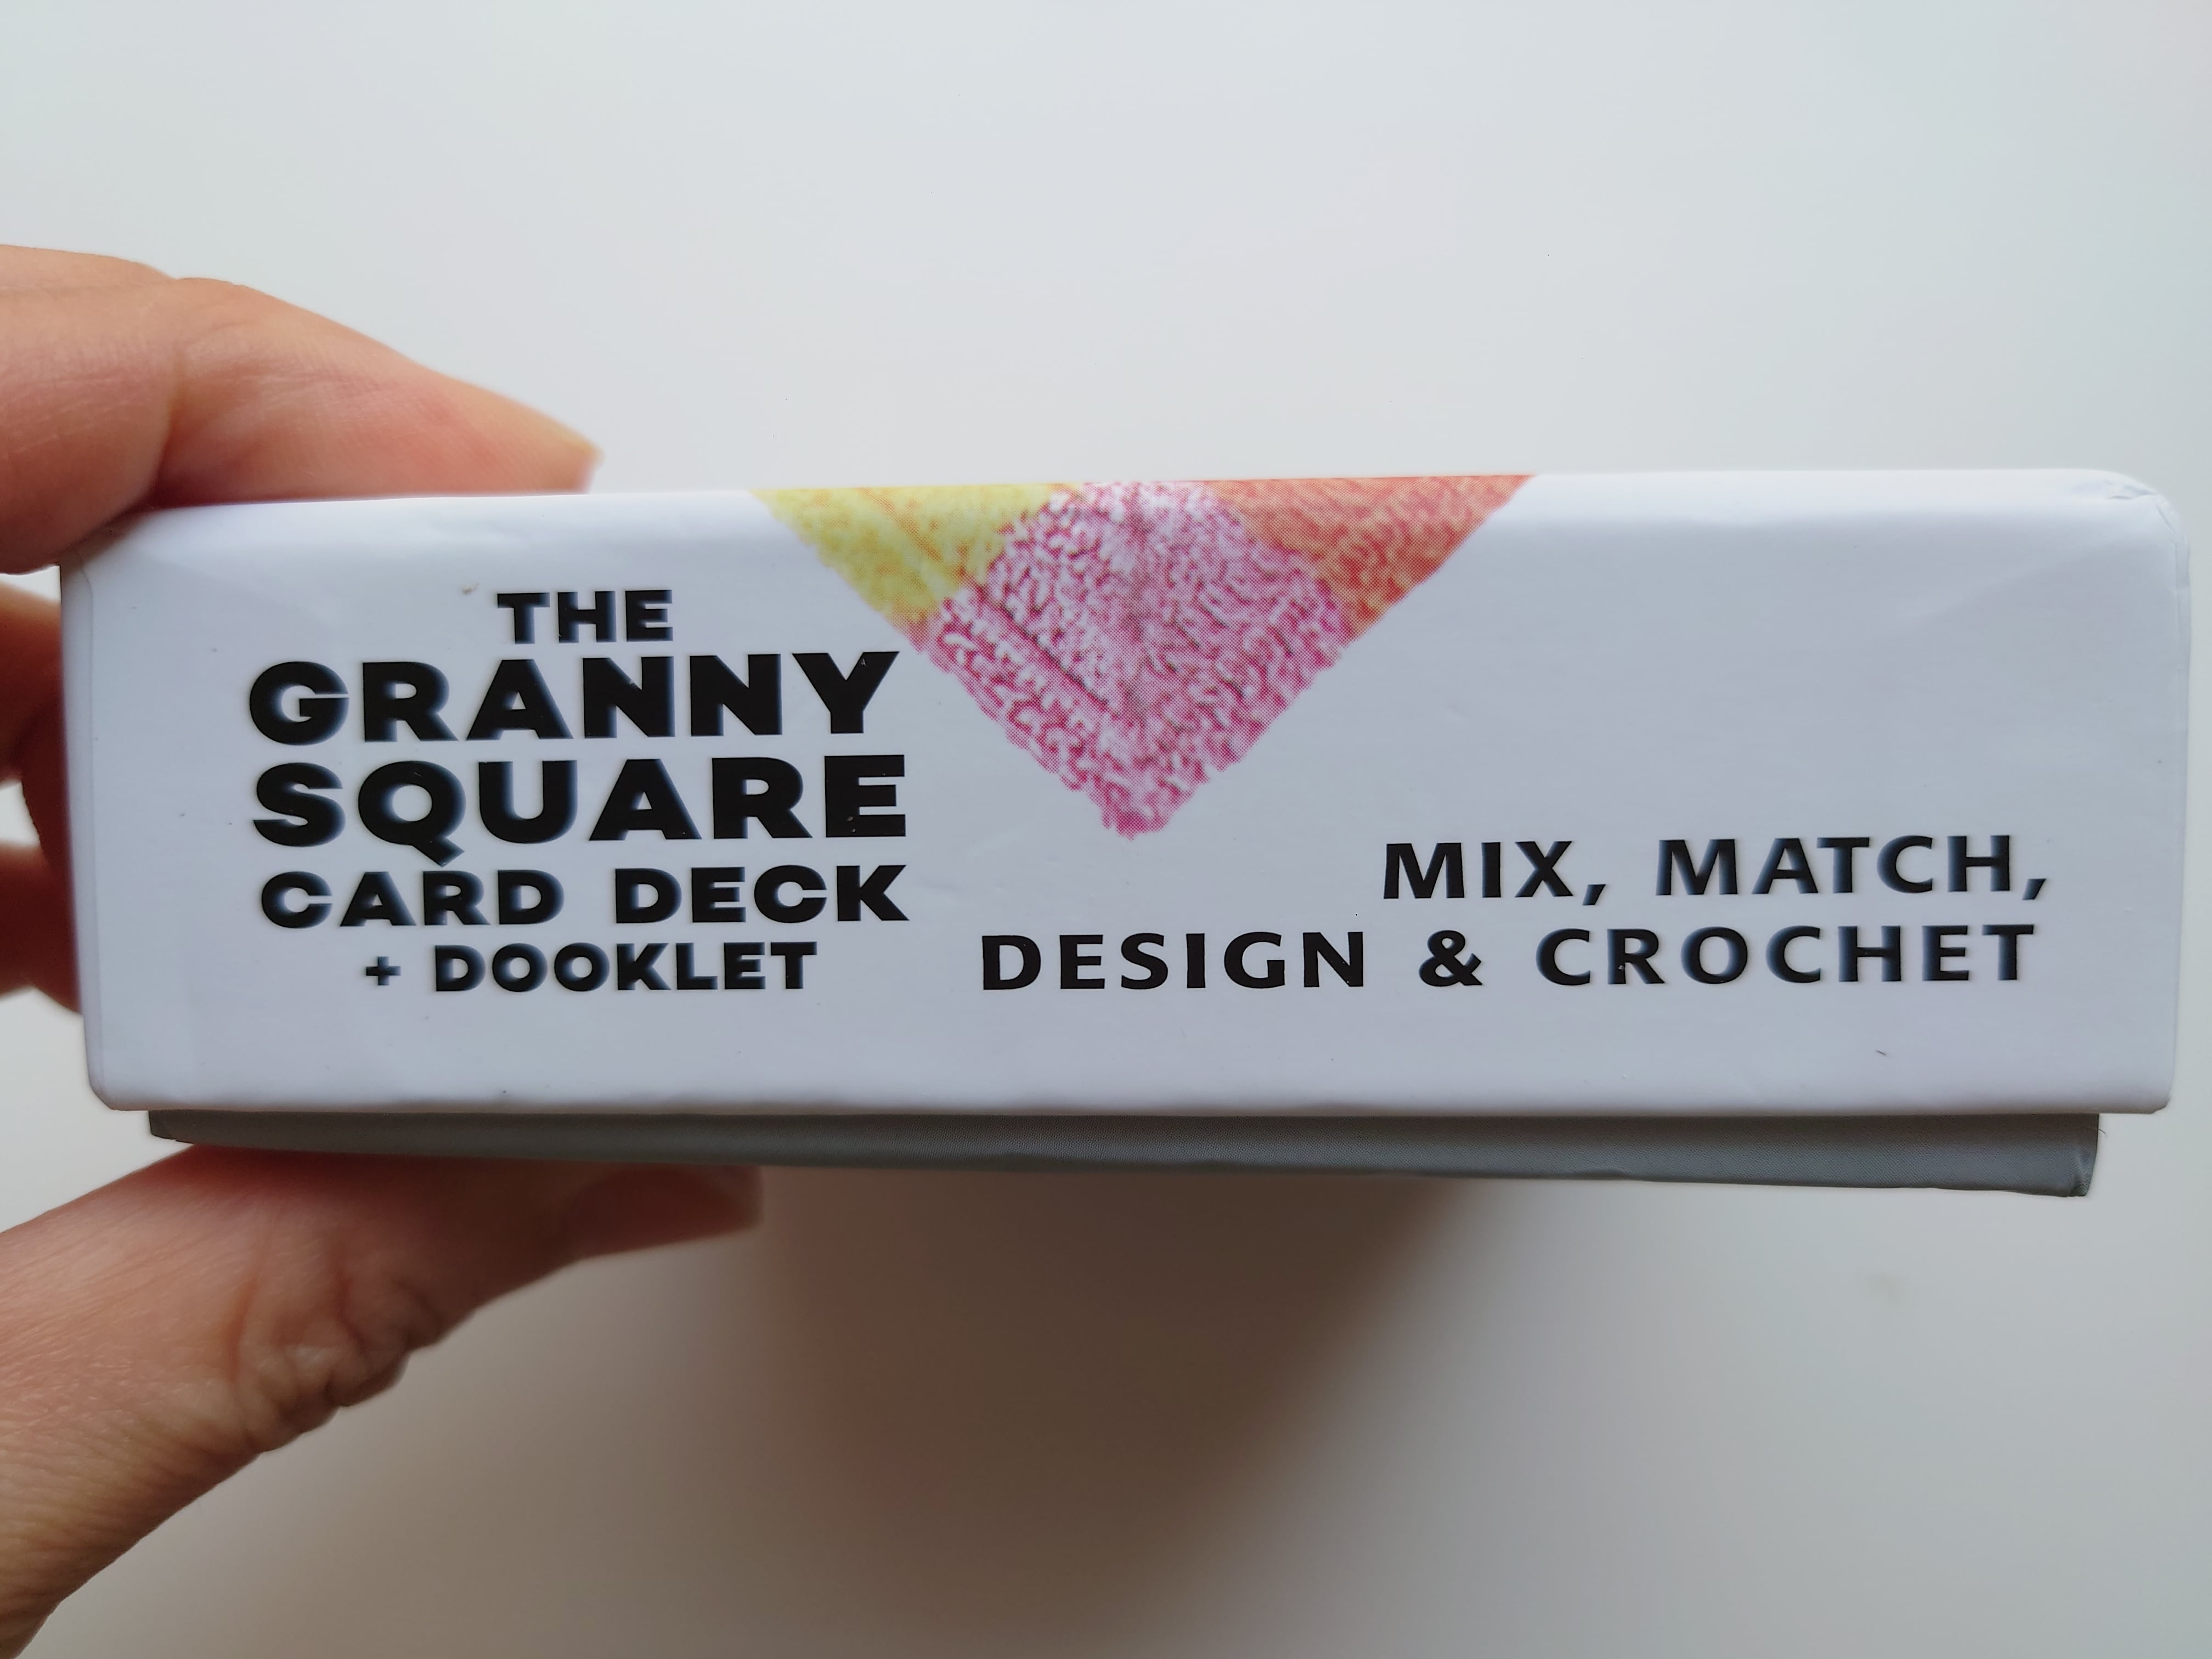 THE
GRANNY
SQUARE
CARD DECK
+ DOOKLET
MIX, MATCH,
DESIGN & CROCHET